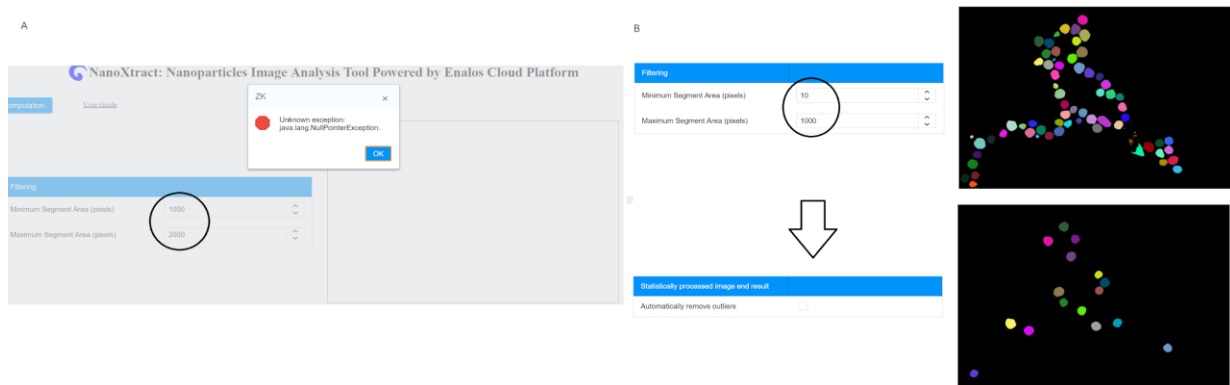 A
NanoXtract: Nanoparticles Image Analysis Tool Powered by Enalos Cloud Platform
omputation
User Guide
ZK
×
Unknown exception:
java.lang.NullPointerException.
OK
Filtering
Minimum Segment Area (pixels) 1000
Maximum Segment Area (pixels) 2000
B
Filtering
Minimum Segment Area (pixels) 10
Maximum Segment Area (pixels) 1000
Statistically processed image end result
Automatically remove outliers